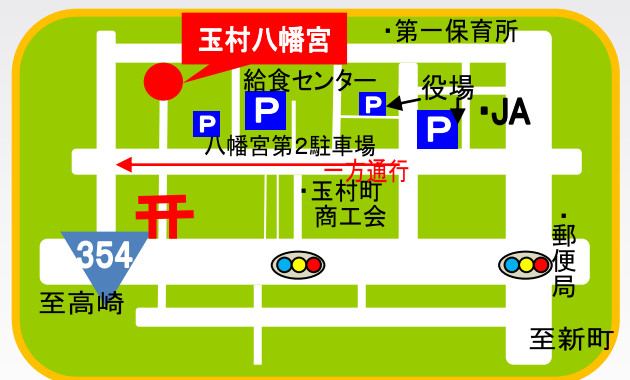 ・第一保育所
玉村八幡宮
給食センター
役場
P
P
P
P
・JA
八幡宮第2駐車場
一方通行
・玉村町
商工会
・郵便局
354
至高崎
至新町